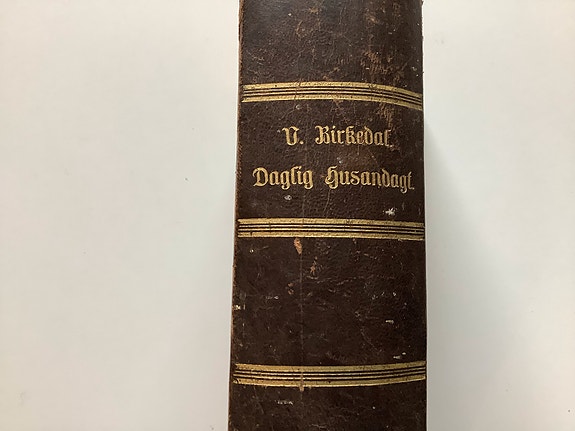 V. Birkedal.
Daglig Husandagt.